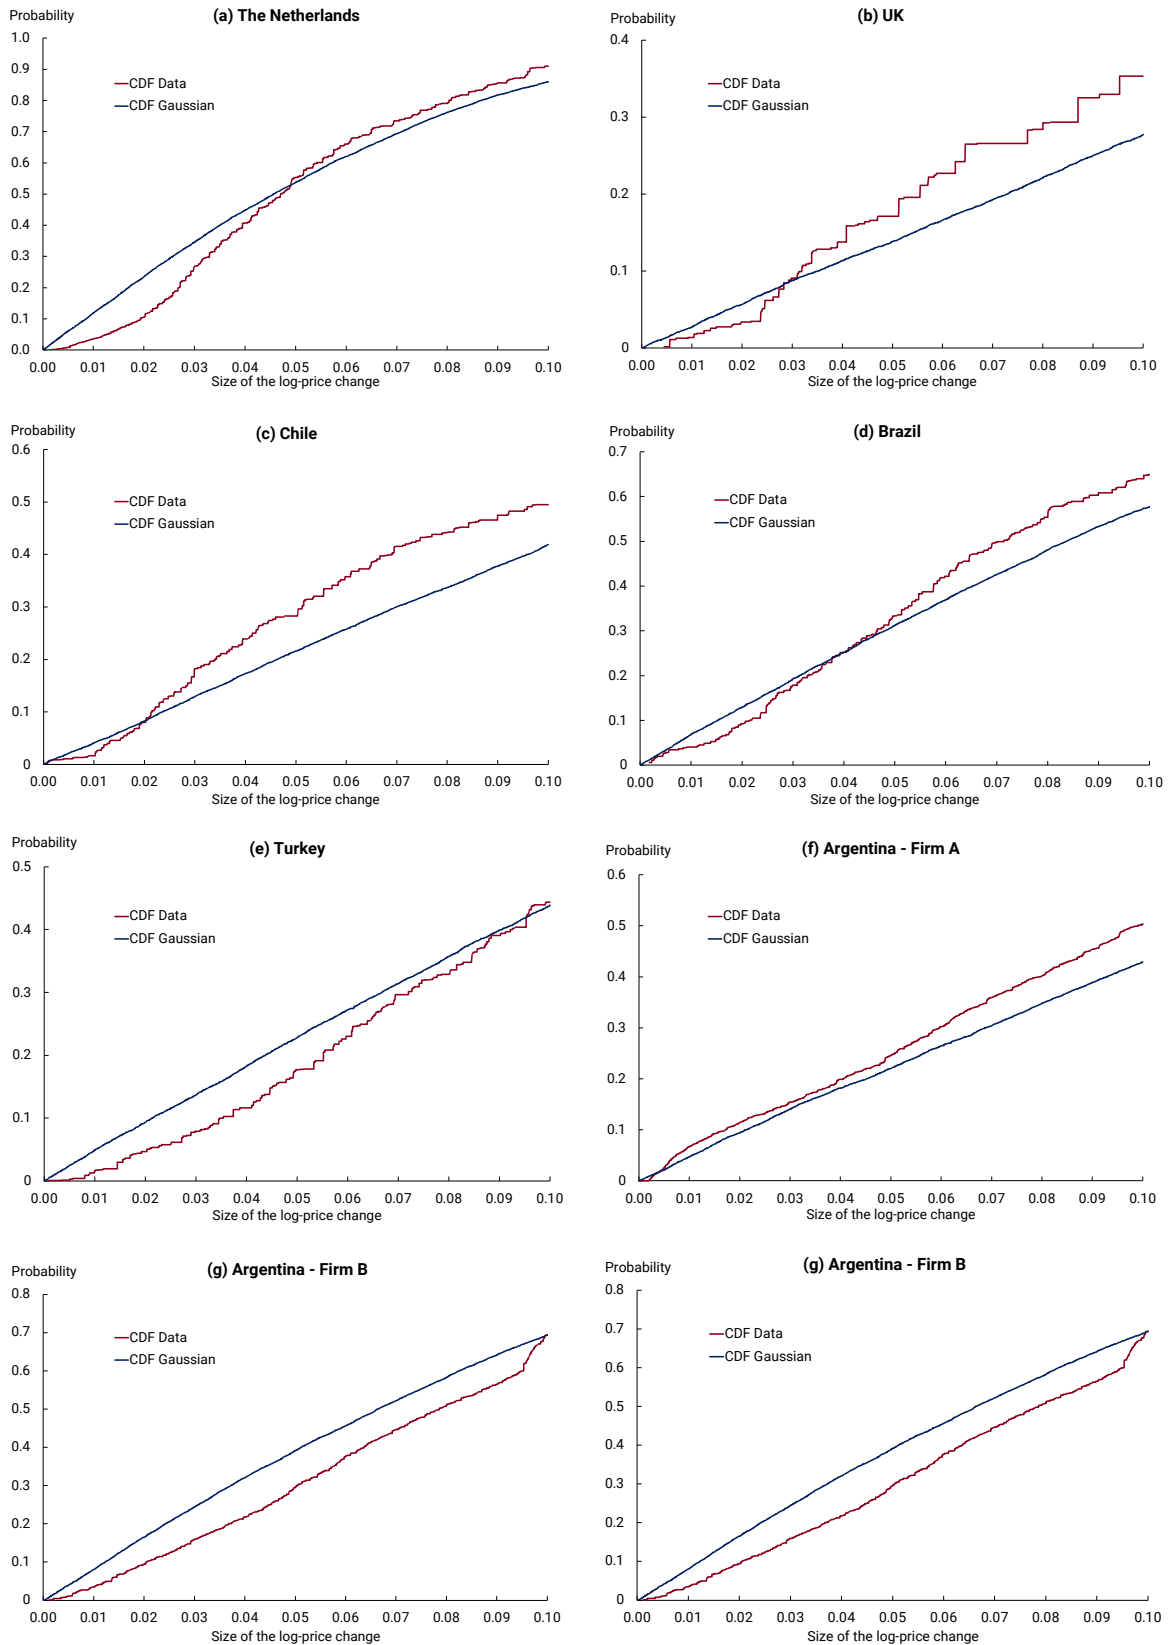 (a) The Netherlands
Probability
1.0
0.9
0.8
0.7
0.6
0.5
0.4
0.3
0.2
0.1
0.0
CDF Data
CDF Gaussian
0.00 0.01 0.02 0.03 0.04 0.05 0.06 0.07 0.08 0.09 0.10
Size of the log-price change
(b) UK
Probability
0.4
0.3
0.2
0.1
0
CDF Data
CDF Gaussian
0.00 0.01 0.02 0.03 0.04 0.05 0.06 0.07 0.08 0.09 0.10
Size of the log-price change
(c) Chile
Probability
0.6
0.5
0.4
0.3
0.2
0.1
0
CDF Data
CDF Gaussian
0.00 0.01 0.02 0.03 0.04 0.05 0.06 0.07 0.08 0.09 0.10
Size of the log-price change
(d) Brazil
Probability
0.7
0.6
0.5
0.4
0.3
0.2
0.1
0
CDF Data
CDF Gaussian
0.00 0.01 0.02 0.03 0.04 0.05 0.06 0.07 0.08 0.09 0.10
Size of the log-price change
(e) Turkey
Probability
0.5
0.4
0.3
0.2
0.1
0
CDF Data
CDF Gaussian
0.00 0.01 0.02 0.03 0.04 0.05 0.06 0.07 0.08 0.09 0.10
Size of the log-price change
(f) Argentina - Firm A
Probability
0.6
0.5
0.4
0.3
0.2
0.1
0
CDF Data
CDF Gaussian
0.00 0.01 0.02 0.03 0.04 0.05 0.06 0.07 0.08 0.09 0.10
Size of the log-price change
(g) Argentina - Firm B
Probability
0.8
0.7
0.6
0.5
0.4
0.3
0.2
0.1
0
CDF Data
CDF Gaussian
0.00 0.01 0.02 0.03 0.04 0.05 0.06 0.07 0.08 0.09 0.10
Size of the log-price change
(g) Argentina - Firm B
Probability
0.8
0.7
0.6
0.5
0.4
0.3
0.2
0.1
0
CDF Data
CDF Gaussian
0.00 0.01 0.02 0.03 0.04 0.05 0.06 0.07 0.08 0.09 0.10
Size of the log-price change